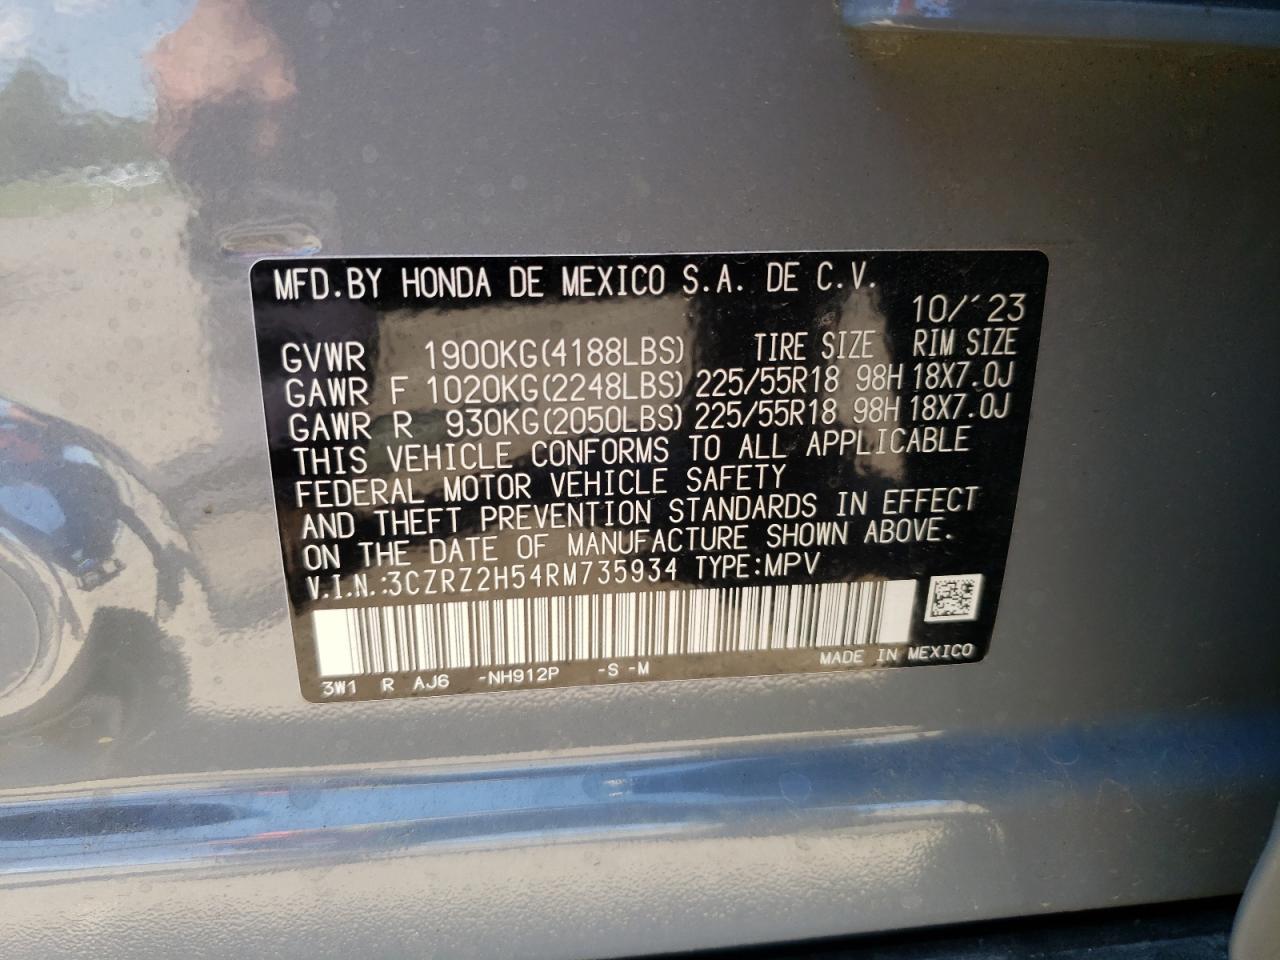 MFD.BY HONDA DE MEXICO S.A. DE C.V.
10/'23
GVWR 1900KG(4188LBS) TIRE SIZE RIM SIZE
GAWR F 1020KG(2248LBS) 225/55R18 98H 18X7.0J
GAWR R 930KG(2050LBS) 225/55R18 98H 18X7.0J
THIS VEHICLE CONFORMS TO ALL APPLICABLE
FEDERAL MOTOR VEHICLE SAFETY
AND THEFT PREVENTION STANDARDS IN EFFECT
ON THE DATE OF MANUFACTURE SHOWN ABOVE.
V.I.N.:3CZRZ2H54RM735934 TYPE:MPV
MADE IN MEXICO
3W1 R AJ6 -NH912P -S -M